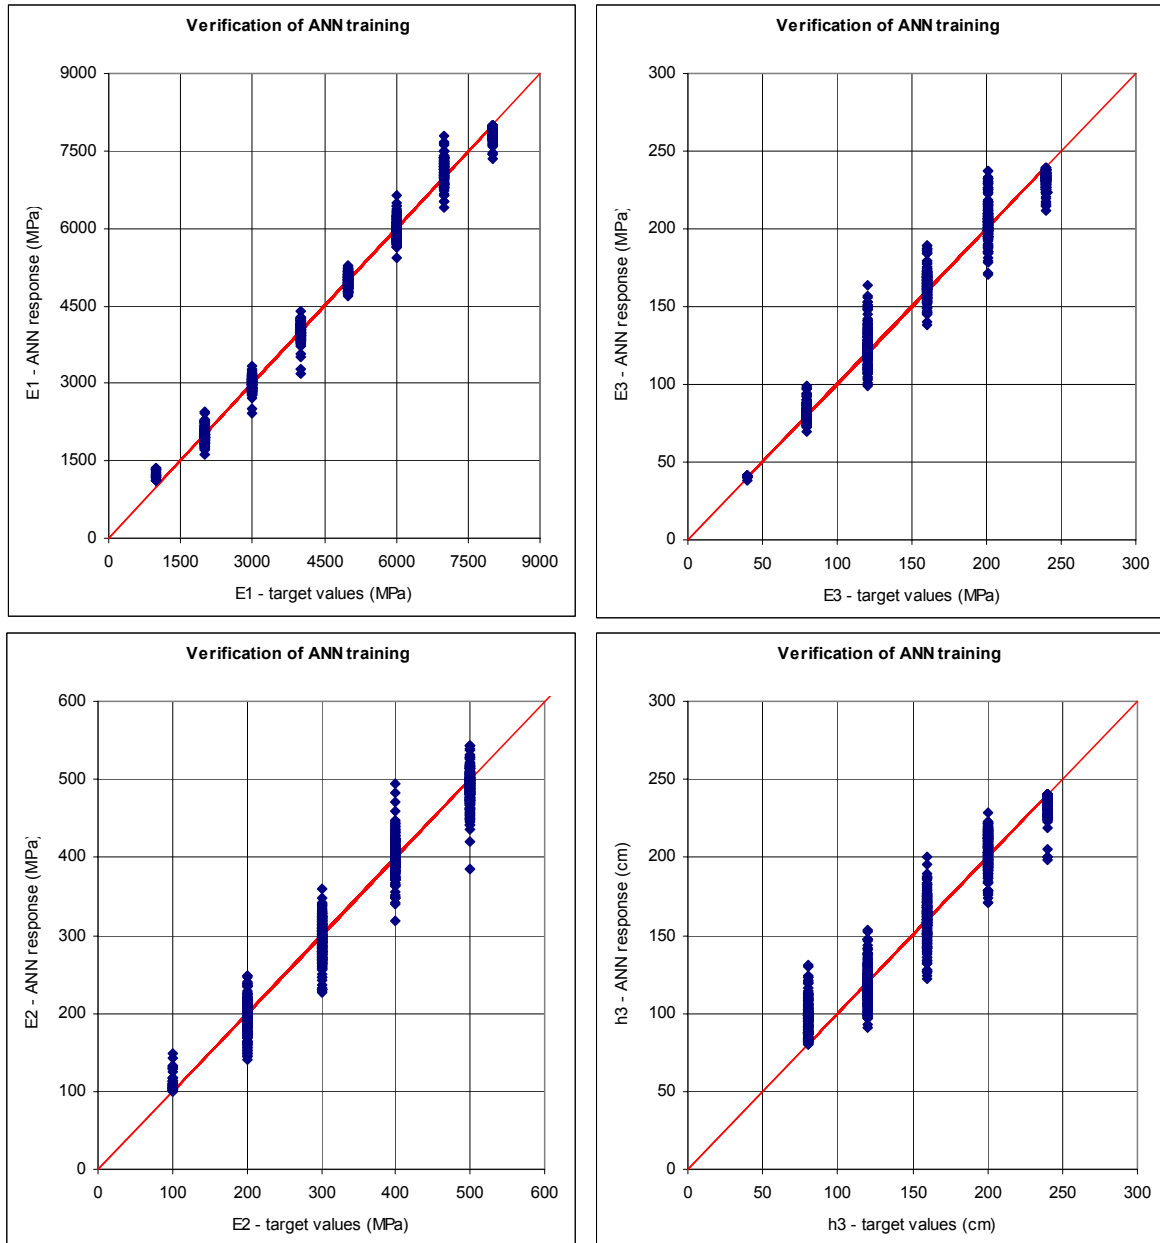 Verification of ANN training
E1 - ANN response (MPa)
9000
7500
6000
4500
3000
1500
0
0 1500 3000 4500 6000 7500 9000
E1 - target values (MPa)
Verification of ANN training
E3 - ANN response (MPa)
300
250
200
150
100
50
0
0 50 100 150 200 250 300
E3 - target values (MPa)
Verification of ANN training
E2 - ANN response (MPa)
600
500
400
300
200
100
0
0 100 200 300 400 500 600
E2 - target values (MPa)
Verification of ANN training
h3 - ANN response (cm)
300
250
200
150
100
50
0
0 50 100 150 200 250 300
h3 - target values (cm)